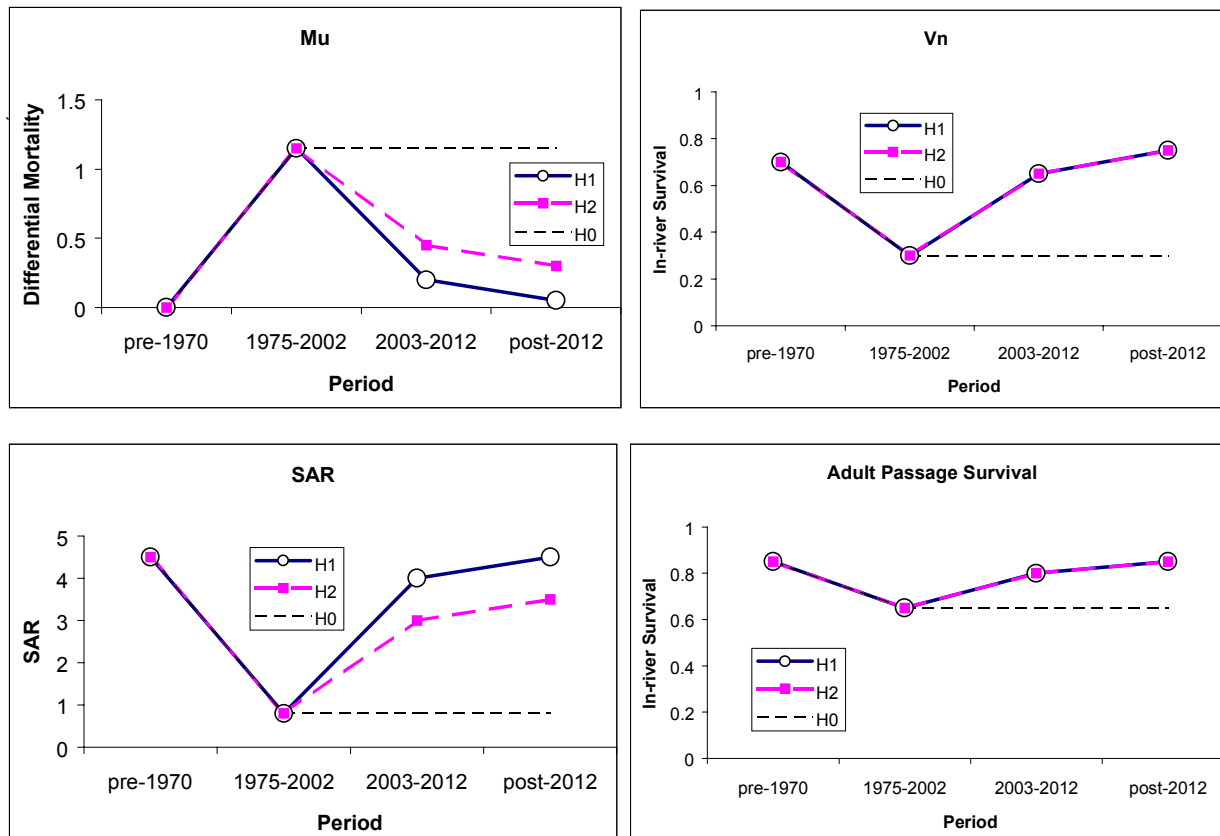 Mu
Differential Mortality
1.5
1
0.5
0
H1
H2
H0
pre-1970 1975-2002 2003-2012 post-2012
Period
Vn
In-river Survival
1
0.8
0.6
0.4
0.2
0
H1
H2
H0
pre-1970 1975-2002 2003-2012 post-2012
Period
SAR
SAR
5
4
3
2
1
0
H1
H2
H0
pre-1970 1975-2002 2003-2012 post-2012
Period
Adult Passage Survival
In-river Survival
1
0.8
0.6
0.4
0.2
0
H1
H2
H0
pre-1970 1975-2002 2003-2012 post-2012
Period